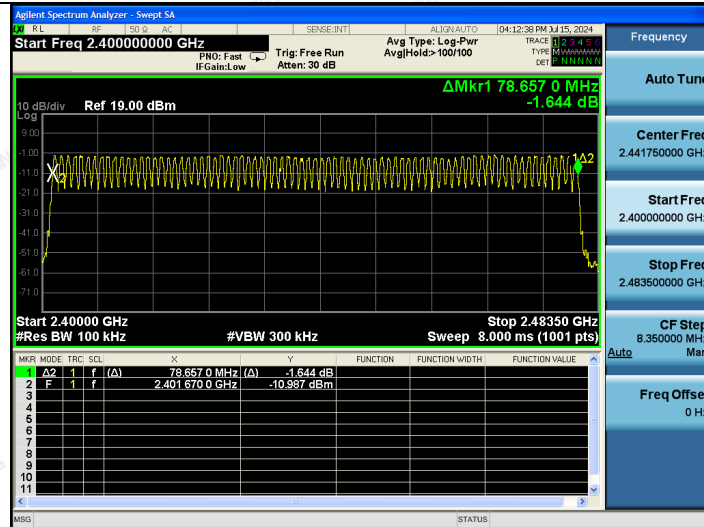 Agilent Spectrum Analyzer - Swept SA
LXI RL RF 50 Ω AC SENSE:INT ALIGN AUTO 04:12:38 PM Jul 15, 2024
Start Freq 2.400000000 GHz
PNO: Fast
IFGain:Low
Trig: Free Run
Atten: 30 dB
Avg Type: Log-Pwr
Avg|Hold:>100/100
TRACE 1 2 3 4 5 6
TYPE M
DET P N N N N N
ΔMkr1 78.657 0 MHz
-1.644 dB
10 dB/div Ref 19.00 dBm
Log
9.00
-1.00
-11.0
-21.0
-31.0
-41.0
-51.0
-61.0
-71.0
X2
1Δ2
Start 2.40000 GHz Stop 2.48350 GHz
#Res BW 100 kHz #VBW 300 kHz Sweep 8.000 ms (1001 pts)
MKR MODE TRC SCL X Y FUNCTION FUNCTION WIDTH FUNCTION VALUE
1 Δ2 1 f (Δ) 78.657 0 MHz (Δ) -1.644 dB
2 F 1 f 2.401 670 0 GHz -10.987 dBm
3
4
5
6
7
8
9
10
11
MSG STATUS
Frequency
Auto Tune
Center Freq
2.441750000 GHz
Start Freq
2.400000000 GHz
Stop Freq
2.483500000 GHz
CF Step
8.350000 MHz
Auto Man
Freq Offset
0 Hz